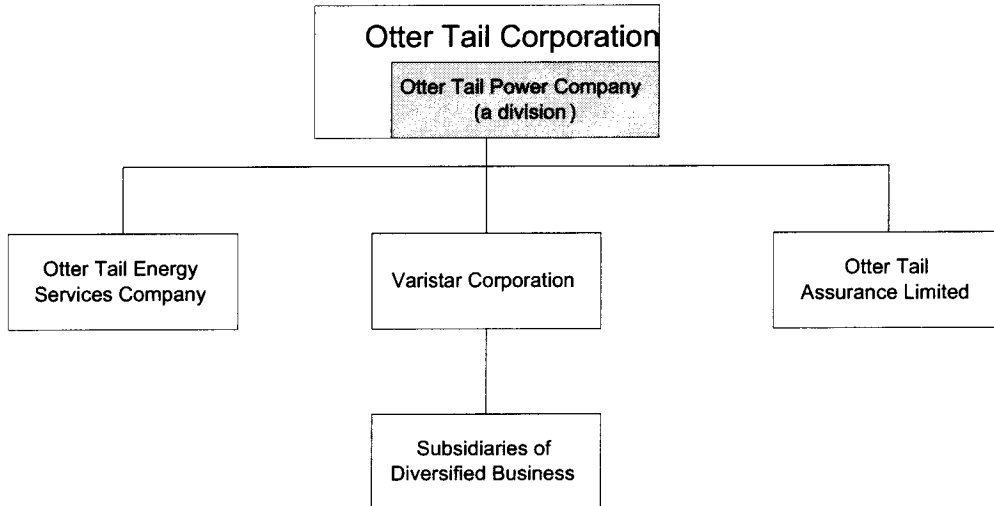 Otter Tail Corporation
Otter Tail Power Company
(a division)
Otter Tail Energy
Services Company
Varistar Corporation
Otter Tail
Assurance Limited
Subsidiaries of
Diversified Business